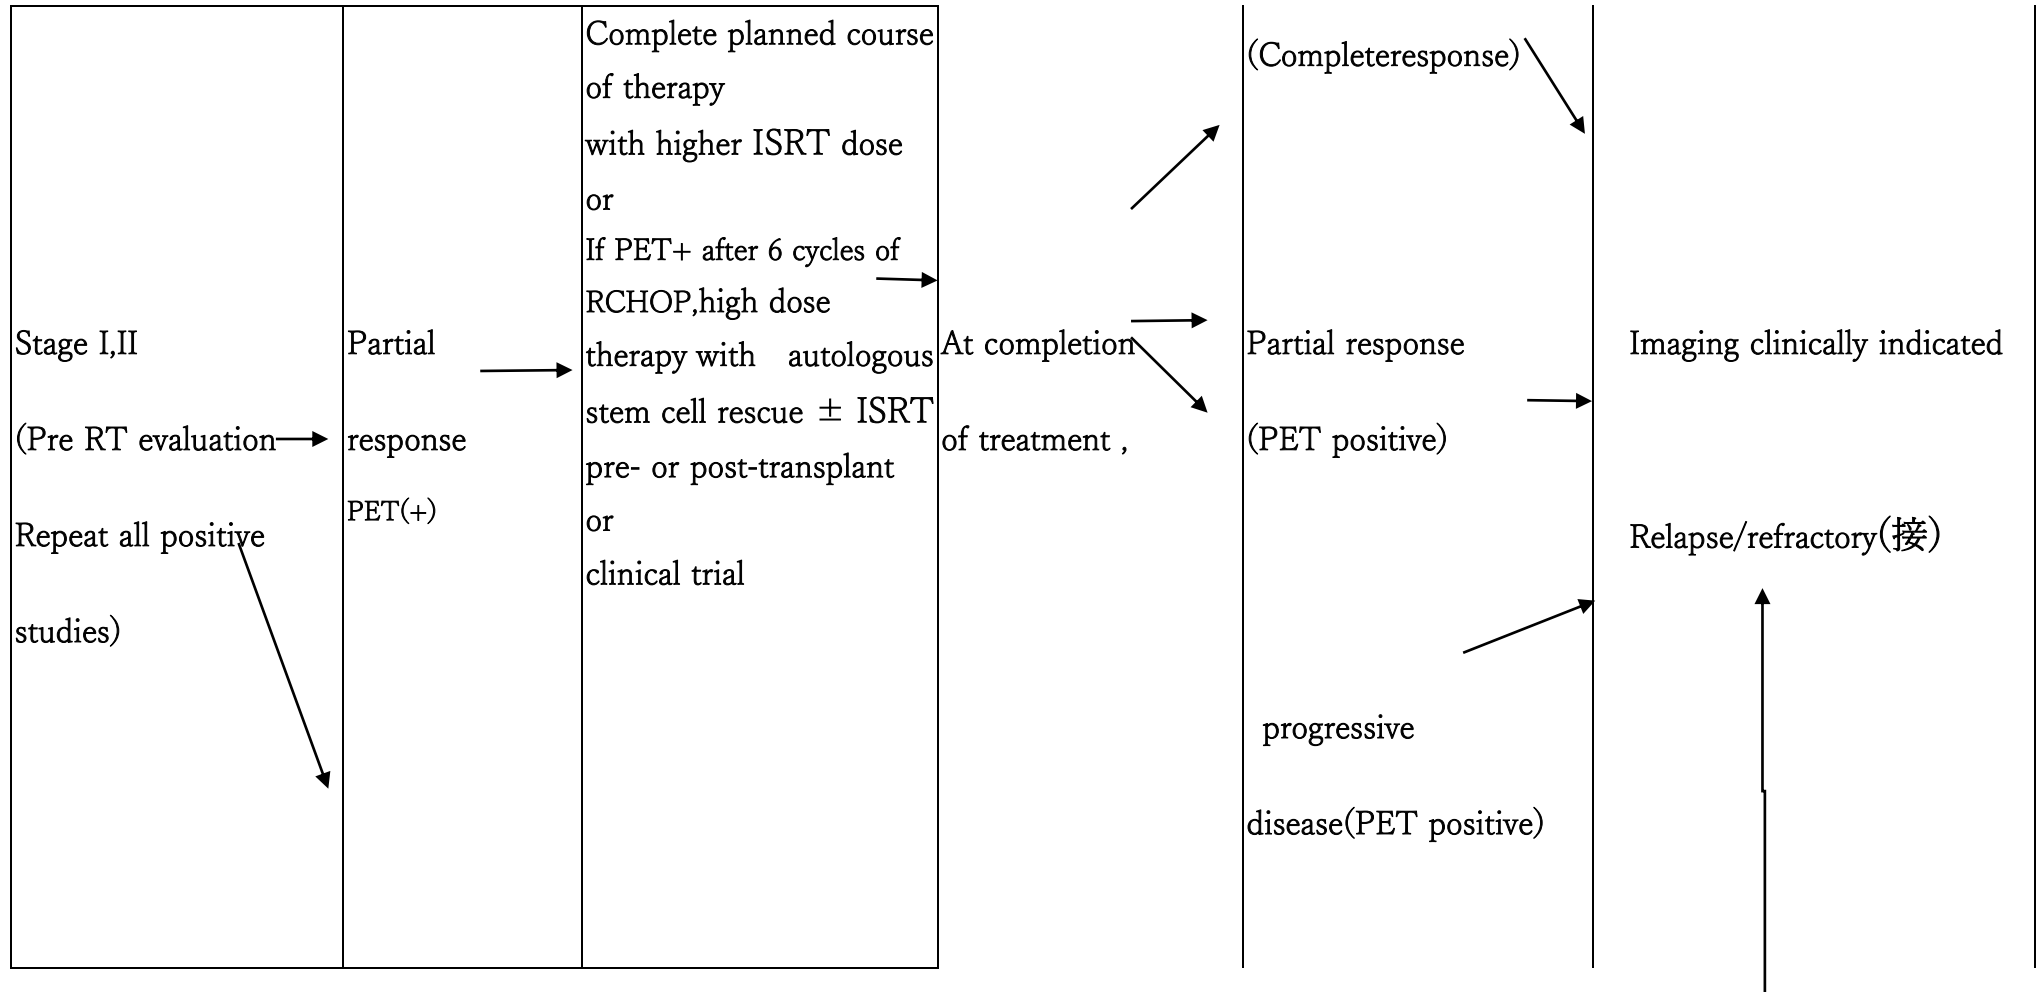 Stage I,II
(Pre RT evaluation
Repeat all positive
studies)
Partial
response
PET(+)
Complete planned course
of therapy
with higher ISRT dose
or
If PET+ after 6 cycles of
RCHOP,high dose
therapy with autologous
stem cell rescue ± ISRT
pre- or post-transplant
or
clinical trial
At completion
of treatment ,
(Completeresponse)
Partial response
(PET positive)
progressive
disease(PET positive)
Imaging clinically indicated
Relapse/refractory(接)